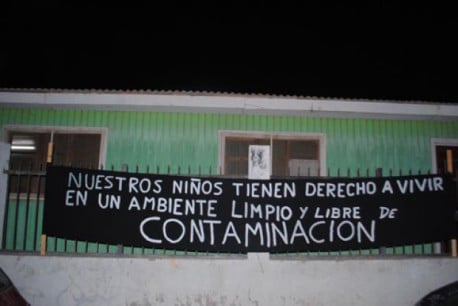 NUESTROS NIÑOS TIENEN DERECHO A VIVIR
EN UN AMBIENTE LIMPIO Y LIBRE DE
CONTAMINACION